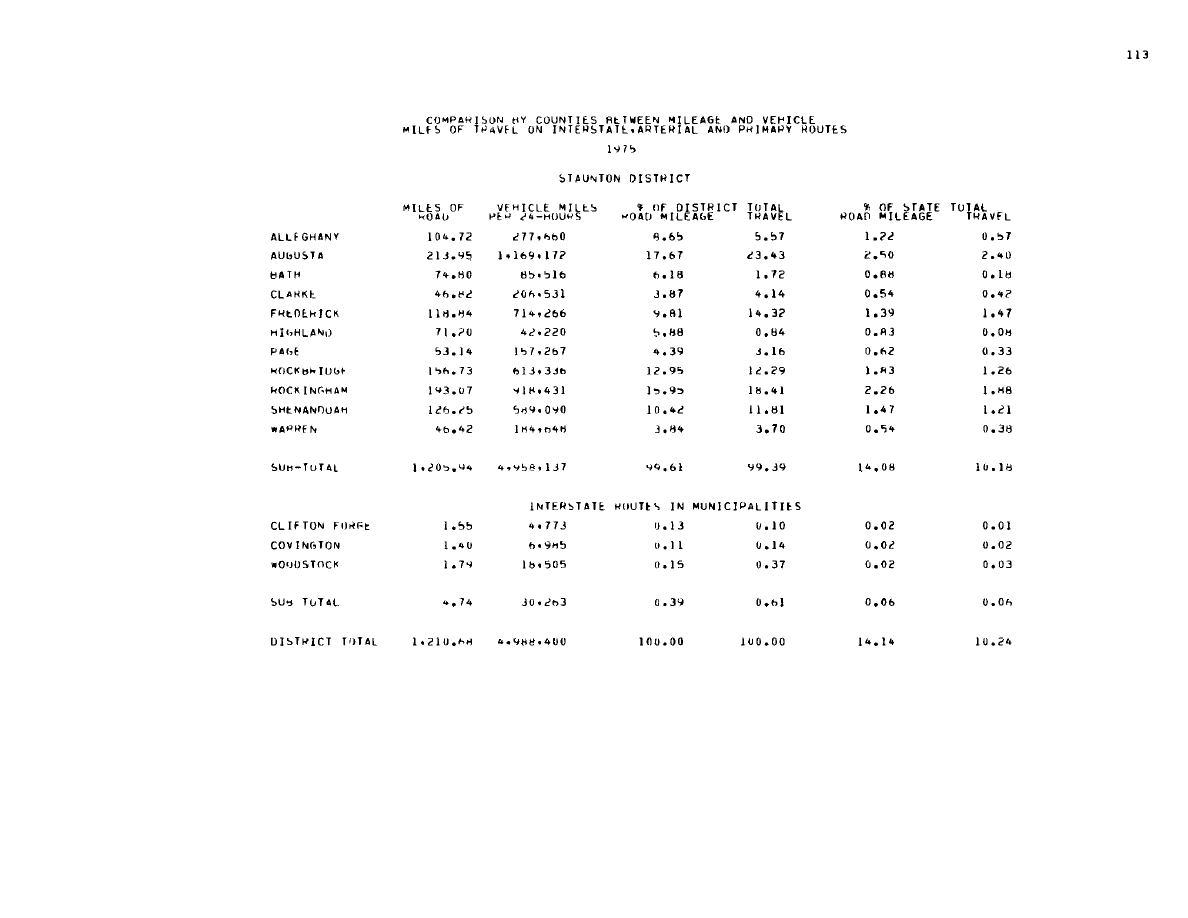 113
COMPARISON BY COUNTIES BETWEEN MILEAGE AND VEHICLE
MILES OF TRAVEL ON INTERSTATE,ARTERIAL AND PRIMARY ROUTES
1975
STAUNTON DISTRICT
MILES OF VEHICLE MILES % OF DISTRICT TOTAL % OF STATE TOTAL
ROAD PER 24-HOURS ROAD MILEAGE TRAVEL ROAD MILEAGE TRAVEL
ALLEGHANY 104.72 277,660 8.65 5.57 1.22 0.57
AUGUSTA 213.95 1,169,172 17.67 23.43 2.50 2.40
BATH 74.80 85,516 6.18 1.72 0.88 0.18
CLARKE 46.82 206,531 3.87 4.14 0.54 0.42
FREDERICK 118.84 714,266 9.81 14.32 1.39 1.47
HIGHLAND 71.20 42,220 5.88 0.84 0.83 0.08
PAGE 53.14 157,267 4.39 3.16 0.62 0.33
ROCKBRIDGE 156.73 613,336 12.95 12.29 1.83 1.26
ROCKINGHAM 193.07 918,431 15.95 18.41 2.26 1.88
SHENANDOAH 126.25 589,090 10.42 11.81 1.47 1.21
WARREN 46.42 184,648 3.84 3.70 0.54 0.38
SUB-TOTAL 1,205.94 4,958,137 99.61 99.39 14.08 10.18
INTERSTATE ROUTES IN MUNICIPALITIES
CLIFTON FORGE 1.55 4,773 0.13 0.10 0.02 0.01
COVINGTON 1.40 6,985 0.11 0.14 0.02 0.02
WOODSTOCK 1.79 18,505 0.15 0.37 0.02 0.03
SUB TOTAL 4.74 30,263 0.39 0.61 0.06 0.06
DISTRICT TOTAL 1,210.68 4,988,400 100.00 100.00 14.14 10.24